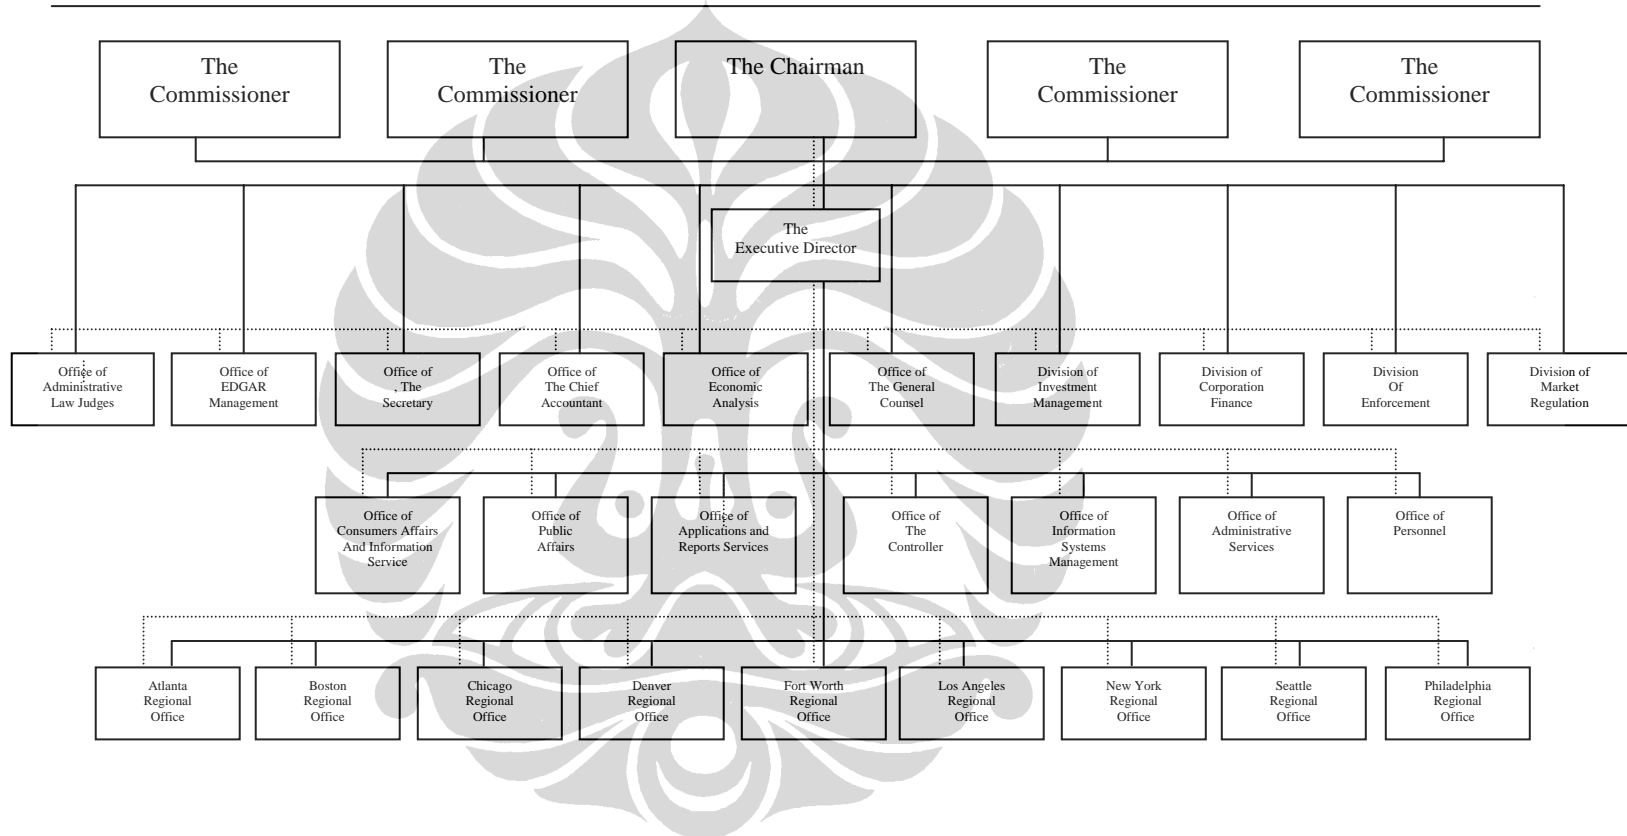 The
Commissioner
The
Commissioner
The Chairman
The
Commissioner
The
Commissioner
The
Executive Director
Office of
Administrative
Law Judges
Office of
EDGAR
Management
Office of
, The
Secretary
Office of
The Chief
Accountant
Office of
Economic
Analysis
Office of
The General
Counsel
Division of
Investment
Management
Division of
Corporation
Finance
Division
Of
Enforcement
Division of
Market
Regulation
Office of
Consumers Affairs
And Information
Service
Office of
Public
Affairs
Office of
Applications and
Reports Services
Office of
The
Controller
Office of
Information
Systems
Management
Office of
Administrative
Services
Office of
Personnel
Atlanta
Regional
Office
Boston
Regional
Office
Chicago
Regional
Office
Denver
Regional
Office
Fort Worth
Regional
Office
Los Angeles
Regional
Office
New York
Regional
Office
Seattle
Regional
Office
Philadelphia
Regional
Office